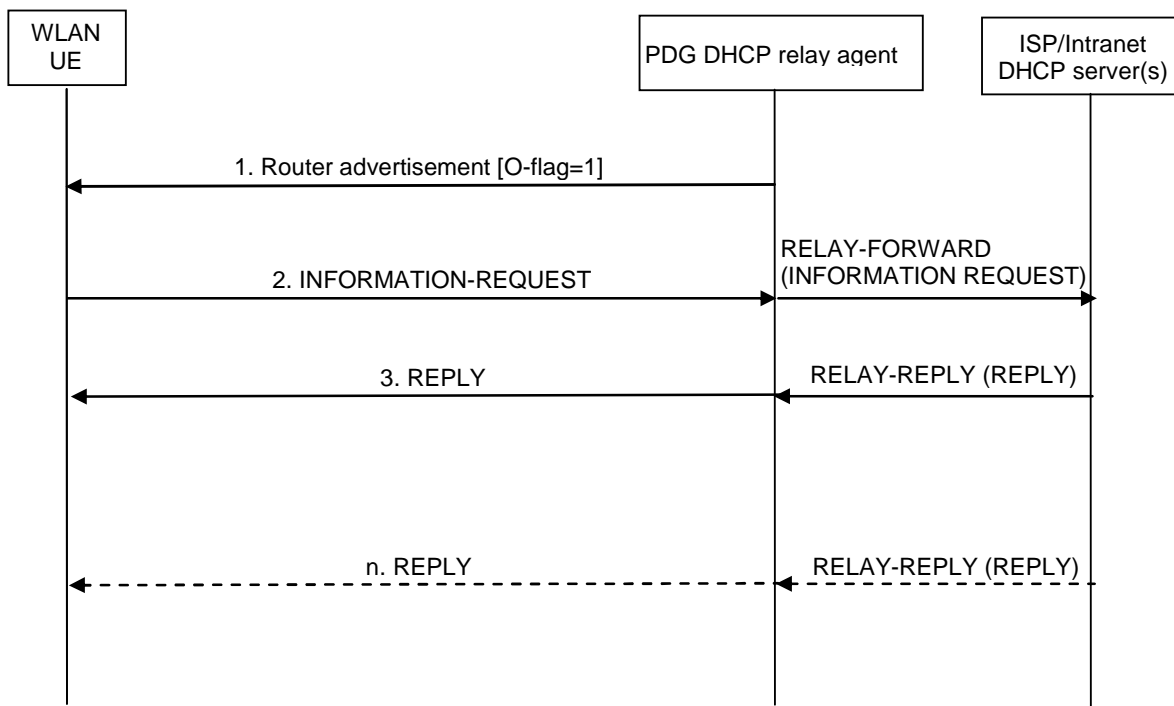 WLAN
UE
PDG DHCP relay agent
ISP/Intranet
DHCP server(s)
1. Router advertisement [O-flag=1]
2. INFORMATION-REQUEST
RELAY-FORWARD
(INFORMATION REQUEST)
3. REPLY
RELAY-REPLY (REPLY)
n. REPLY
RELAY-REPLY (REPLY)